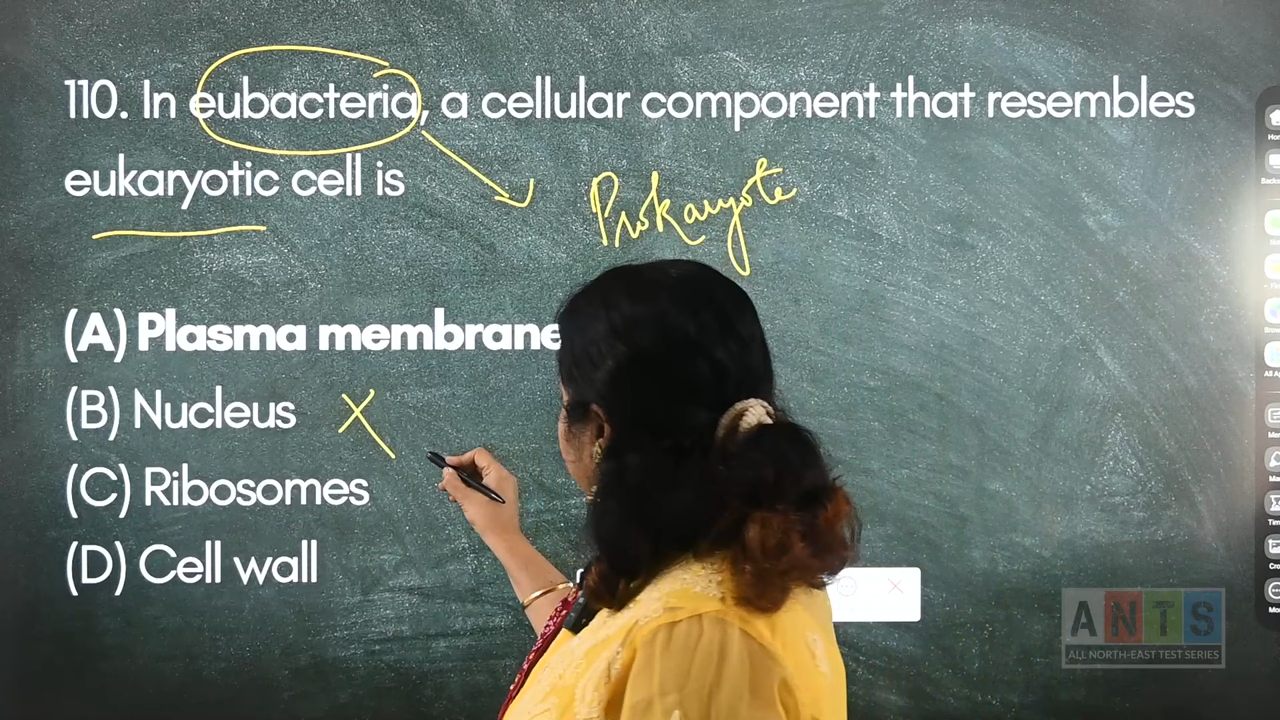 110. In eubacteria, a cellular component that resembles
eukaryotic cell is
Prokaryote
(A) Plasma membrane
(B) Nucleus X
(C) Ribosomes
(D) Cell wall
ANTS
ALL NORTH-EAST TEST SERIES